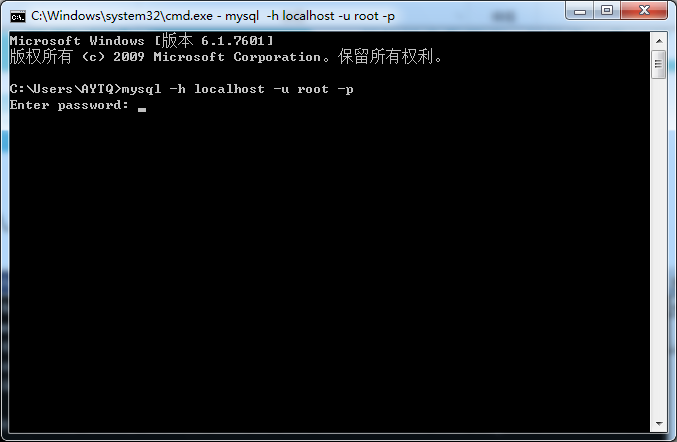 C:\Windows\system32\cmd.exe - mysql -h localhost -u root -p
Microsoft Windows [版本 6.1.7601]
版权所有 (c) 2009 Microsoft Corporation。保留所有权利。
C:\Users\AYTQ>mysql -h localhost -u root -p
Enter password: